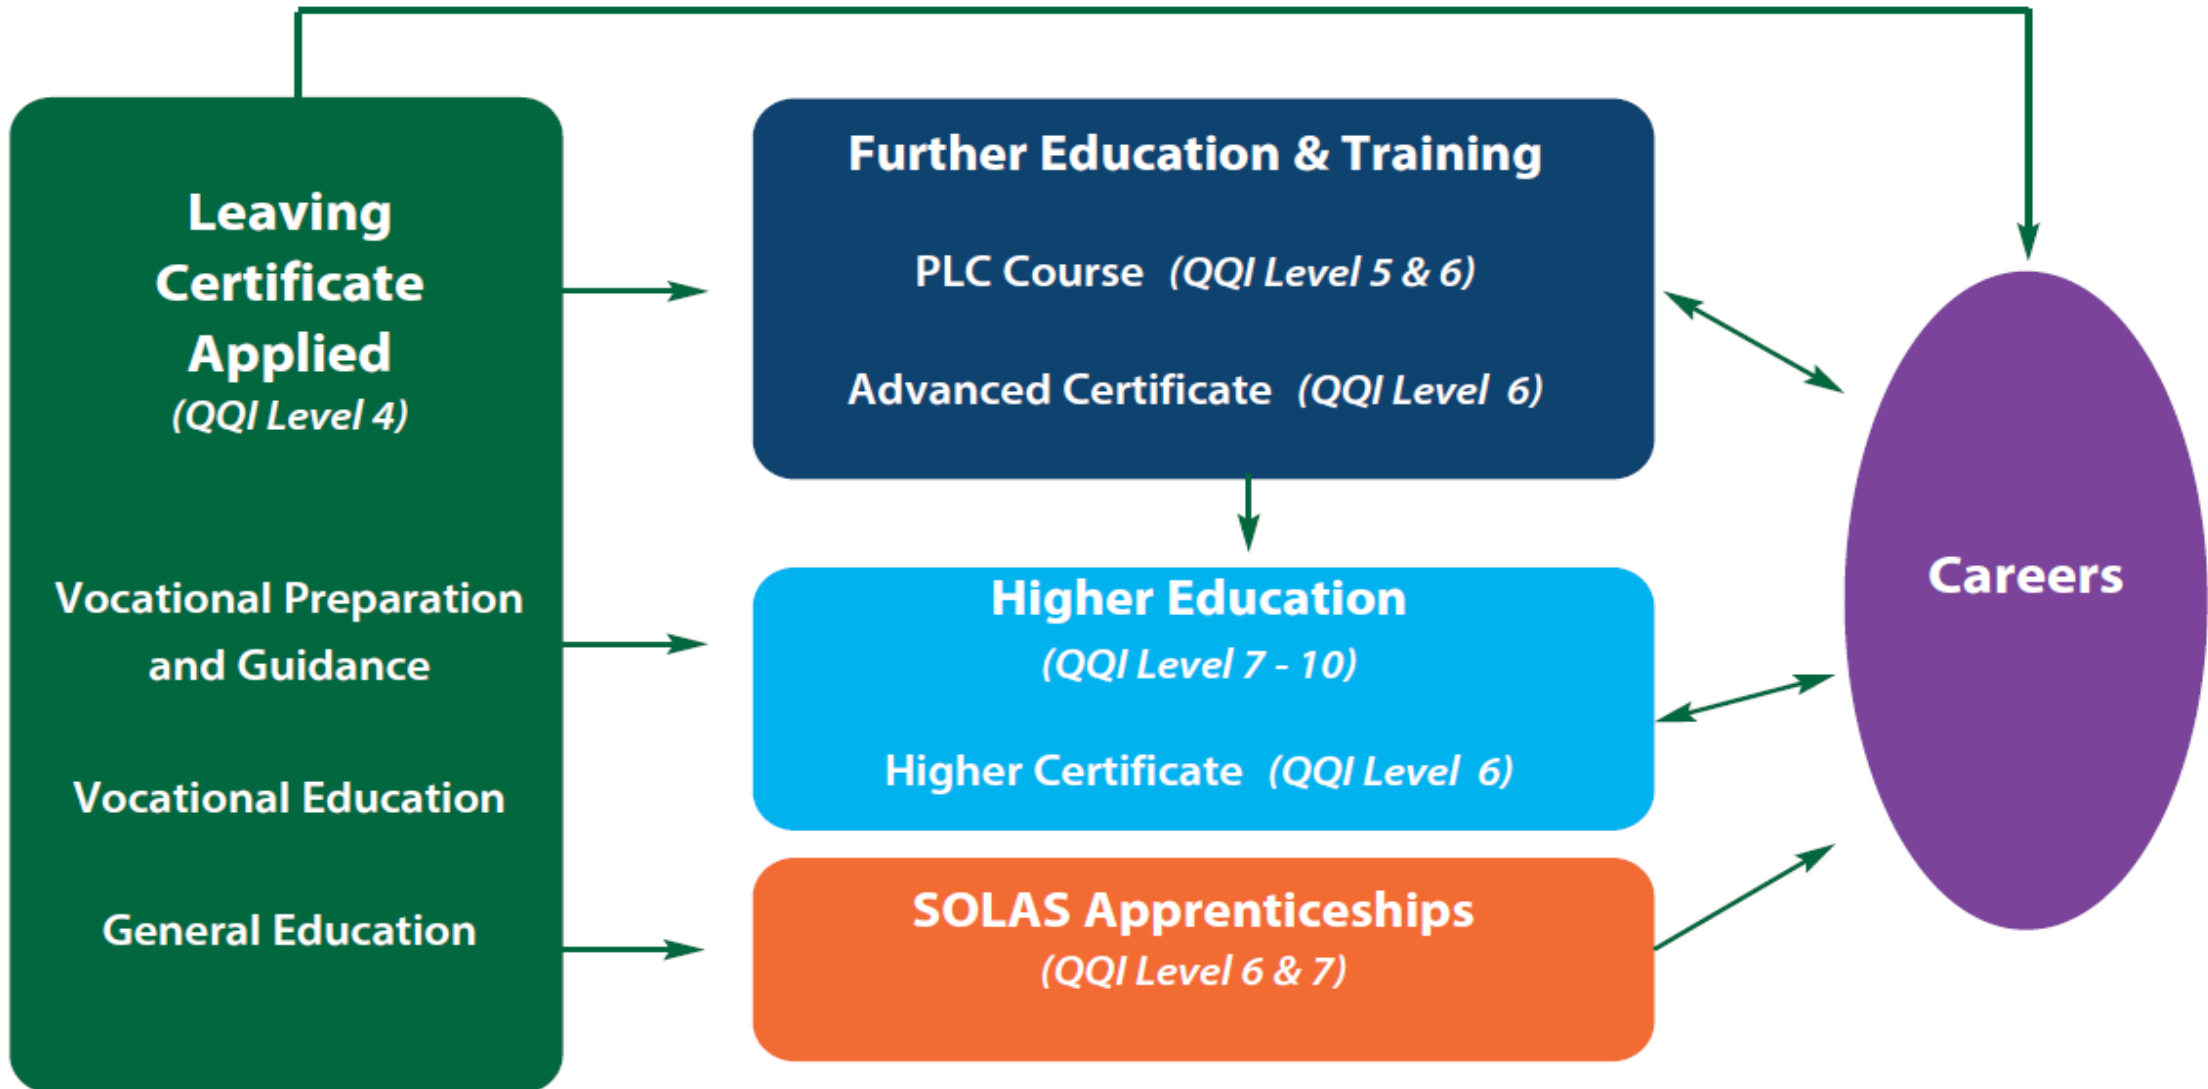 Leaving
Certificate
Applied
(QQI Level 4)
Vocational Preparation
and Guidance
Vocational Education
General Education
Further Education & Training
PLC Course (QQI Level 5 & 6)
Advanced Certificate (QQI Level 6)
Higher Education
(QQI Level 7 - 10)
Higher Certificate (QQI Level 6)
SOLAS Apprenticeships
(QQI Level 6 & 7)
Careers